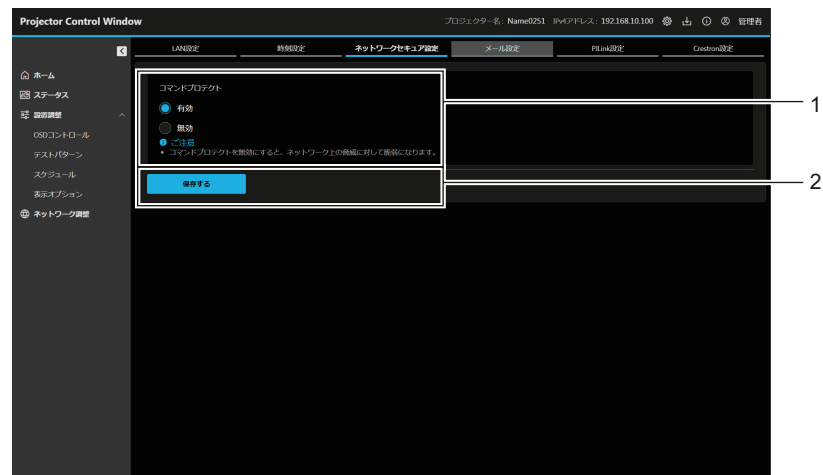 Projector Control Window プロジェクター名: Name0251 IPv4アドレス: 192.168.10.100 管理者
LAN設定 時刻設定 ネットワークセキュア設定 メール設定 PJLink設定 Crestron設定
ホーム
ステータス
設置調整
OSDコントロール
テストパターン
スケジュール
表示オプション
ネットワーク調整
コマンドプロテクト
有効
無効
ご注意
• コマンドプロテクトを無効にすると、ネットワーク上の脅威に対して脆弱になります。
保存する
1
2